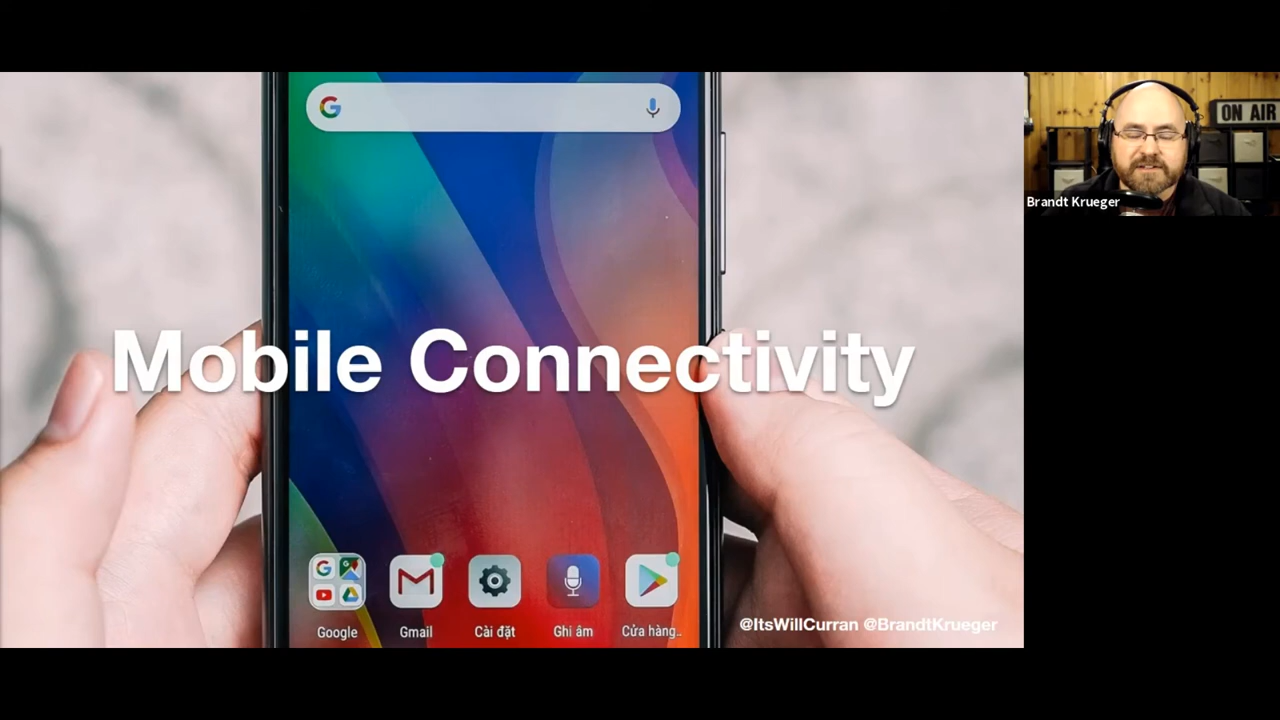 ON AIR
Brandt Krueger
Mobile Connectivity
Google
Gmail
Cài đặt
Ghi âm
Cửa hàng..
@ItsWillCurran @BrandtKrueger